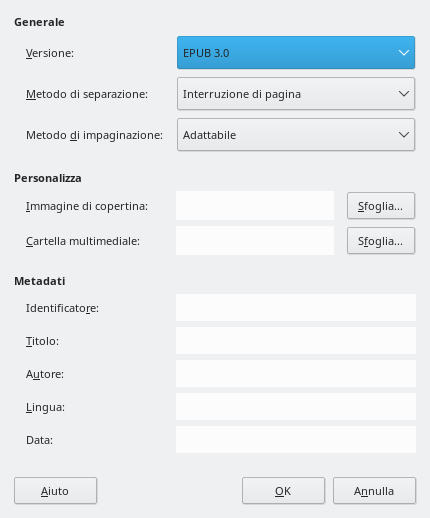 Generale
Versione: EPUB 3.0
Metodo di separazione: Interruzione di pagina
Metodo di impaginazione: Adattabile
Personalizza
Immagine di copertina: Sfoglia...
Cartella multimediale: Sfoglia...
Metadati
Identificatore:
Titolo:
Autore:
Lingua:
Data:
Aiuto OK Annulla